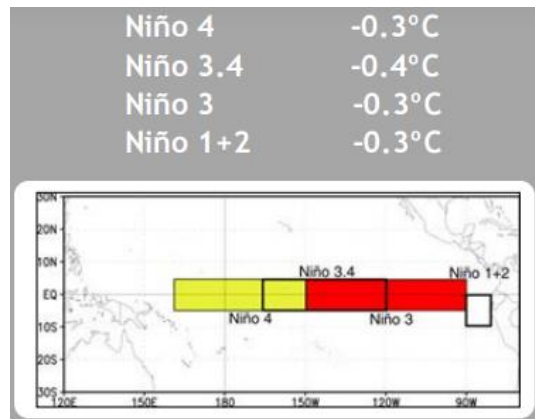 Niño 4 -0.3ºC
Niño 3.4 -0.4ºC
Niño 3 -0.3ºC
Niño 1+2 -0.3ºC
30N
20N
10N
Niño 3.4 Niño 1+2
EQ
Niño 4 Niño 3
10S
20S
30S
120E 150E 180 150W 120W 90W